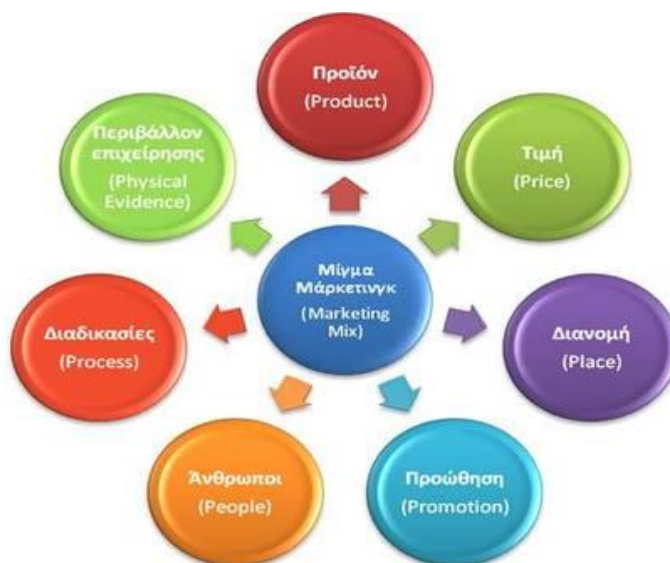 Προϊόν
(Product)
Τιμή
(Price)
Διανομή
(Place)
Προώθηση
(Promotion)
Άνθρωποι
(People)
Διαδικασίες
(Process)
Περιβάλλον
επιχείρησης
(Physical
Evidence)
Μίγμα
Μάρκετινγκ
(Marketing
Mix)